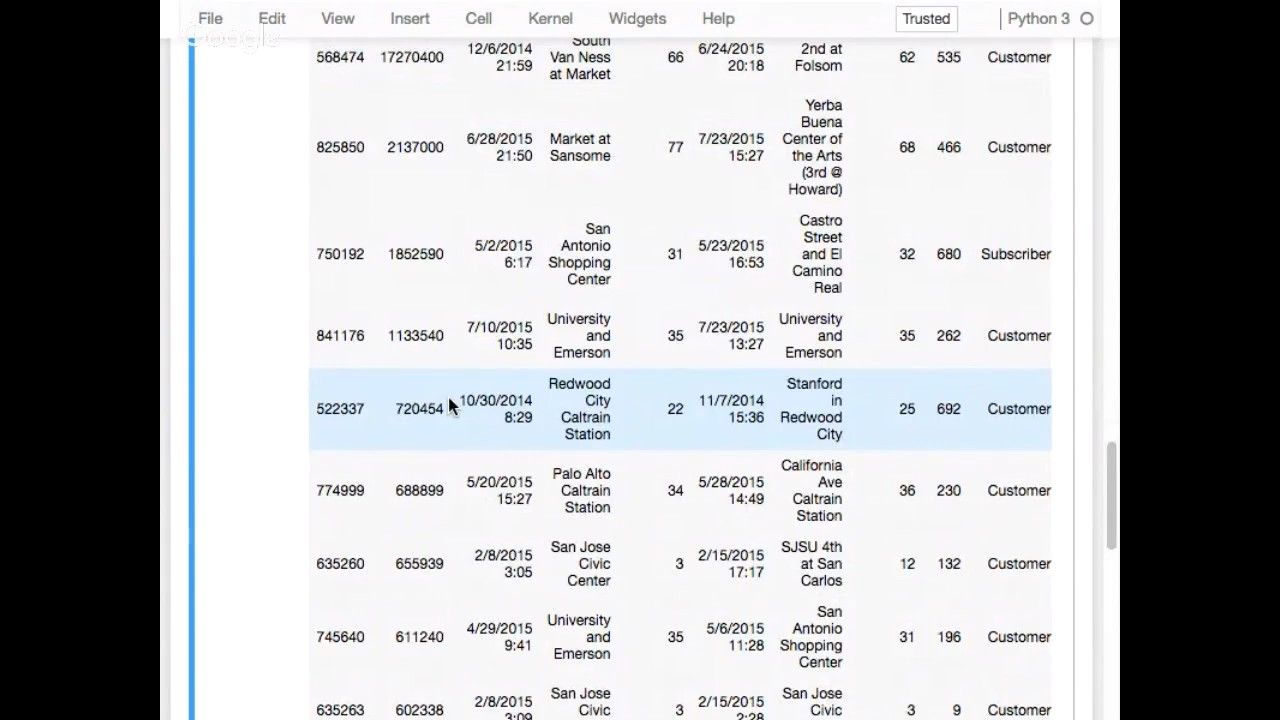 File Edit View Insert Cell Kernel Widgets Help Trusted Python 3
Google
568474 17270400 12/6/2014 21:59 South Van Ness at Market 66 6/24/2015 20:18 2nd at Folsom 62 535 Customer
825850 2137000 6/28/2015 21:50 Market at Sansome 77 7/23/2015 15:27 Yerba Buena Center of the Arts (3rd @ Howard) 68 466 Customer
750192 1852590 5/2/2015 6:17 San Antonio Shopping Center 31 5/23/2015 16:53 Castro Street and El Camino Real 32 680 Subscriber
841176 1133540 7/10/2015 10:35 University and Emerson 35 7/23/2015 13:27 University and Emerson 35 262 Customer
522337 720454 10/30/2014 8:29 Redwood City Caltrain Station 22 11/7/2014 15:36 Stanford in Redwood City 25 692 Customer
774999 688899 5/20/2015 15:27 Palo Alto Caltrain Station 34 5/28/2015 14:49 California Ave Caltrain Station 36 230 Customer
635260 655939 2/8/2015 3:05 San Jose Civic Center 3 2/15/2015 17:17 SJSU 4th at San Carlos 12 132 Customer
745640 611240 4/29/2015 9:41 University and Emerson 35 5/6/2015 11:28 San Antonio Shopping Center 31 196 Customer
635263 602338 2/8/2015 3:09 San Jose Civic 3 2/15/2015 2:28 San Jose Civic 3 9 Customer